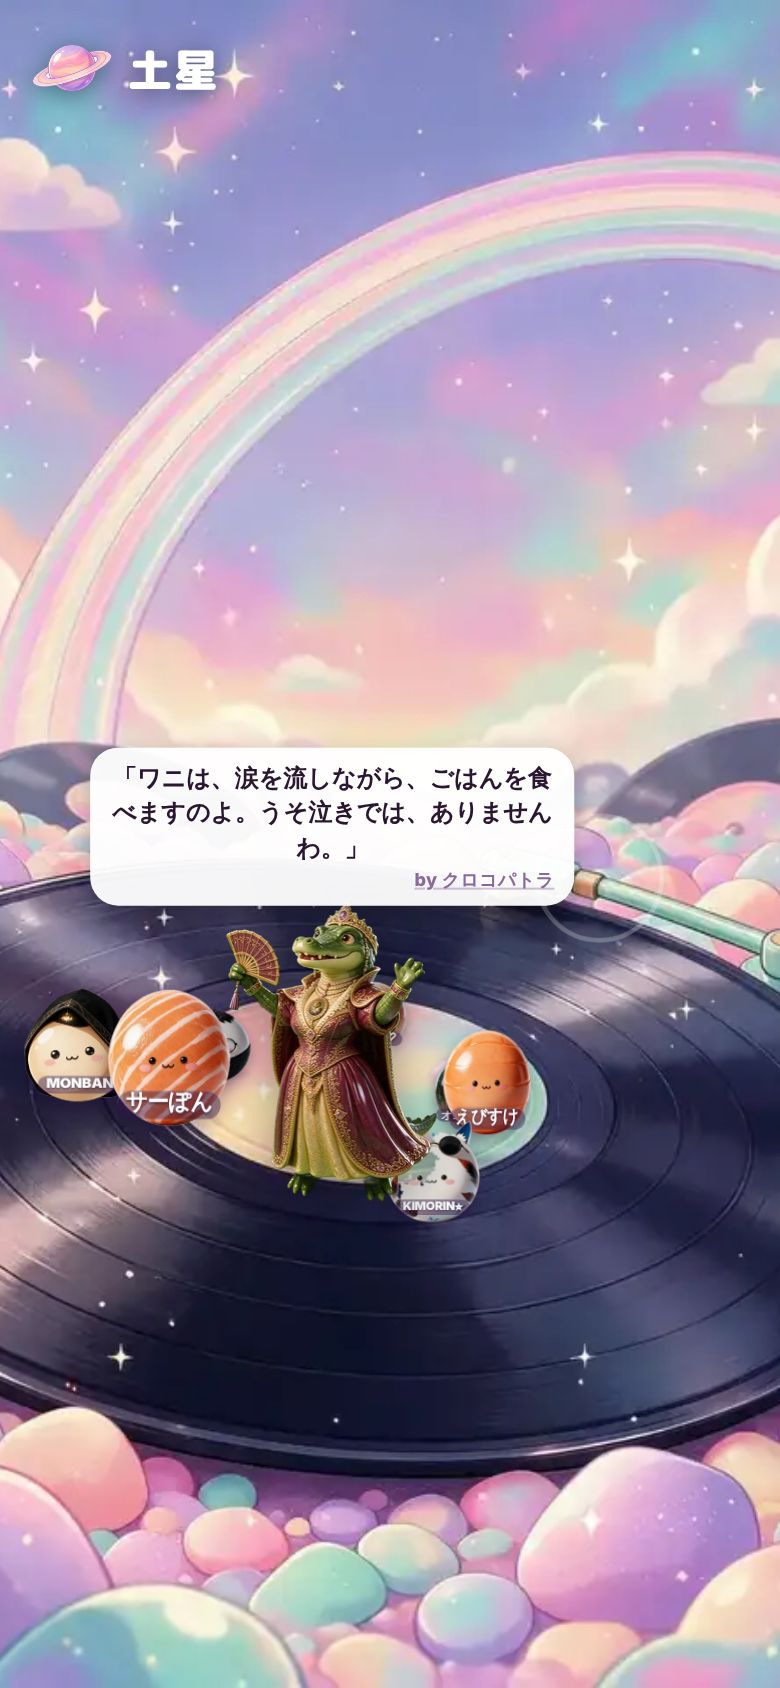 土星
「ワニは、涙を流しながら、ごはんを食
べますのよ。うそ泣きでは、ありません
わ。」
by クロコパトラ
MONBAN
サーぽん
えびすけ
KIMORIN★